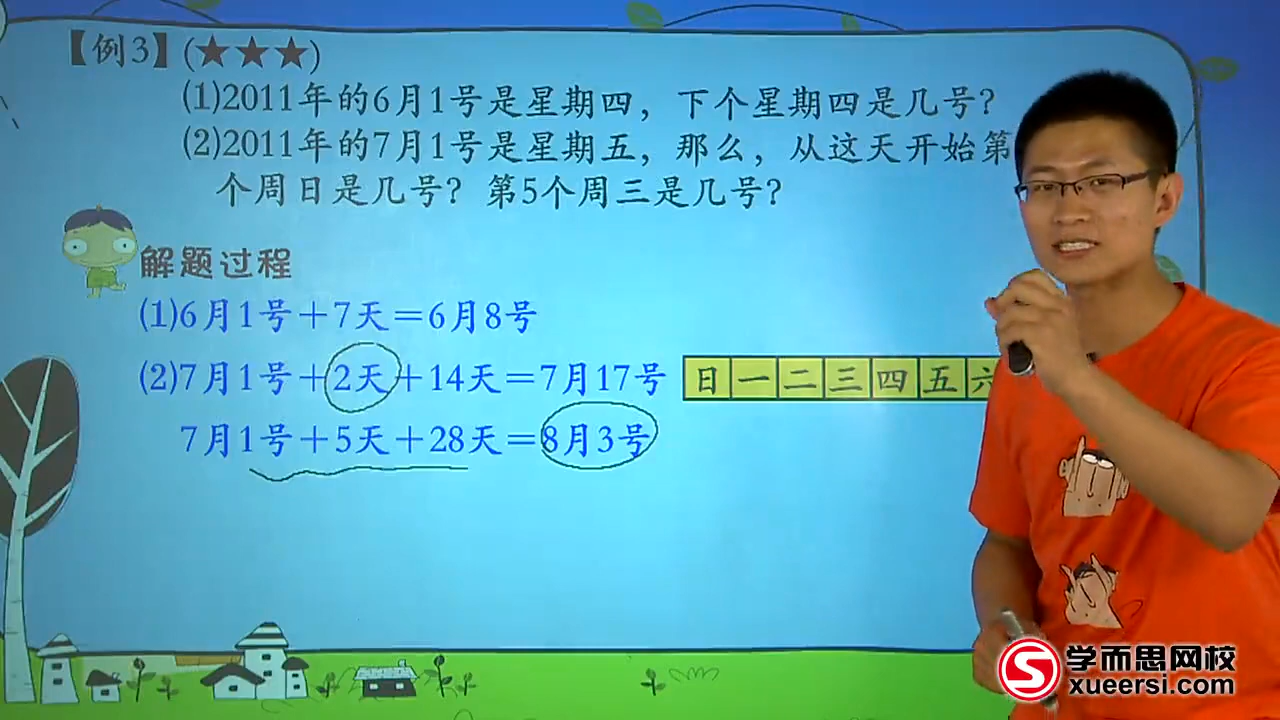 【例3】(★★★)
(1)2011年的6月1号是星期四，下个星期四是几号？
(2)2011年的7月1号是星期五，那么，从这天开始第
个周日是几号？第5个周三是几号？
解题过程
(1)6月1号＋7天＝6月8号
(2)7月1号＋2天＋14天＝7月17号
日一二三四五六
7月1号＋5天＋28天＝8月3号
学而思网校
xueersi.com